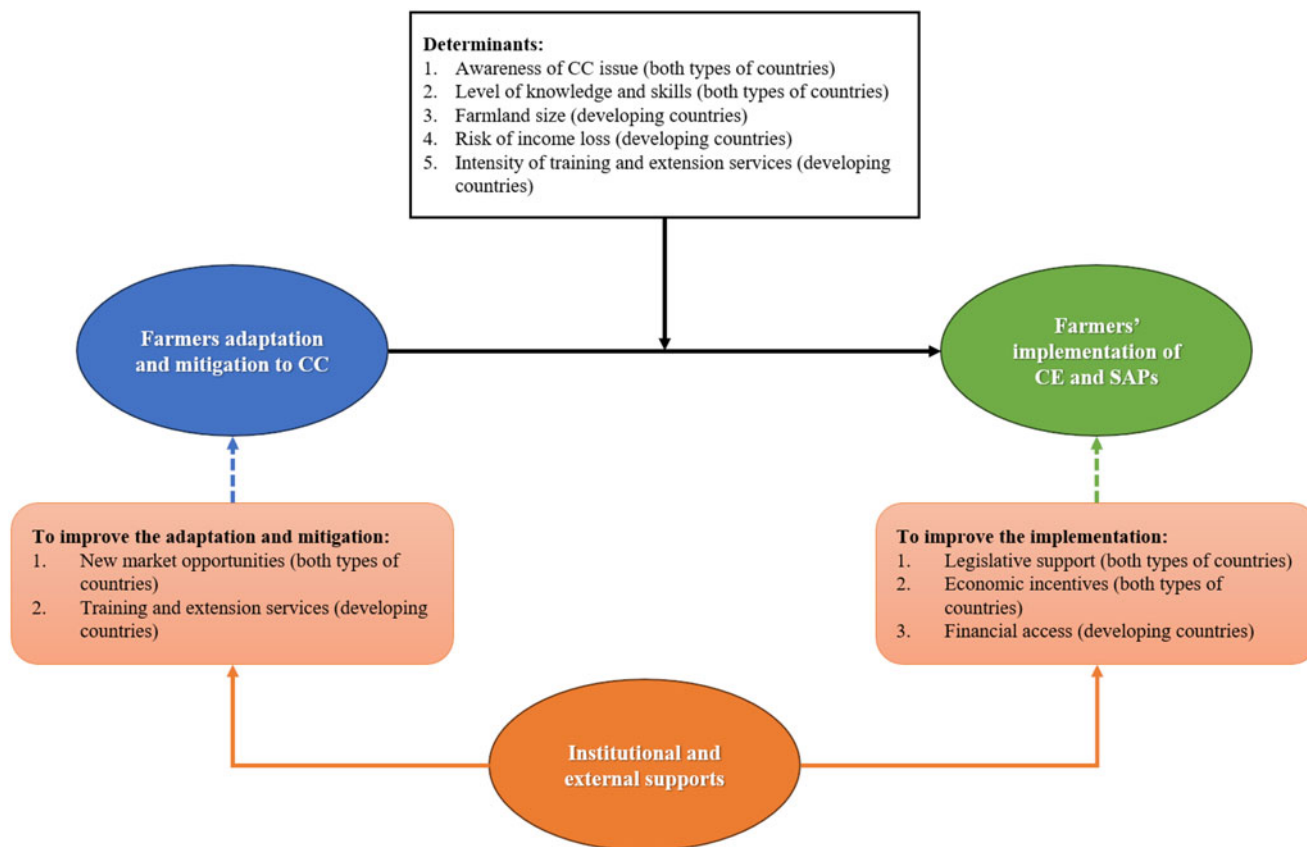 Determinants:
1. Awareness of CC issue (both types of countries)
2. Level of knowledge and skills (both types of countries)
3. Farmland size (developing countries)
4. Risk of income loss (developing countries)
5. Intensity of training and extension services (developing
countries)
Farmers adaptation
and mitigation to CC
Farmers’
implementation of
CE and SAPs
To improve the adaptation and mitigation:
1. New market opportunities (both types of
countries)
2. Training and extension services (developing
countries)
To improve the implementation:
1. Legislative support (both types of countries)
2. Economic incentives (both types of
countries)
3. Financial access (developing countries)
Institutional and
external supports